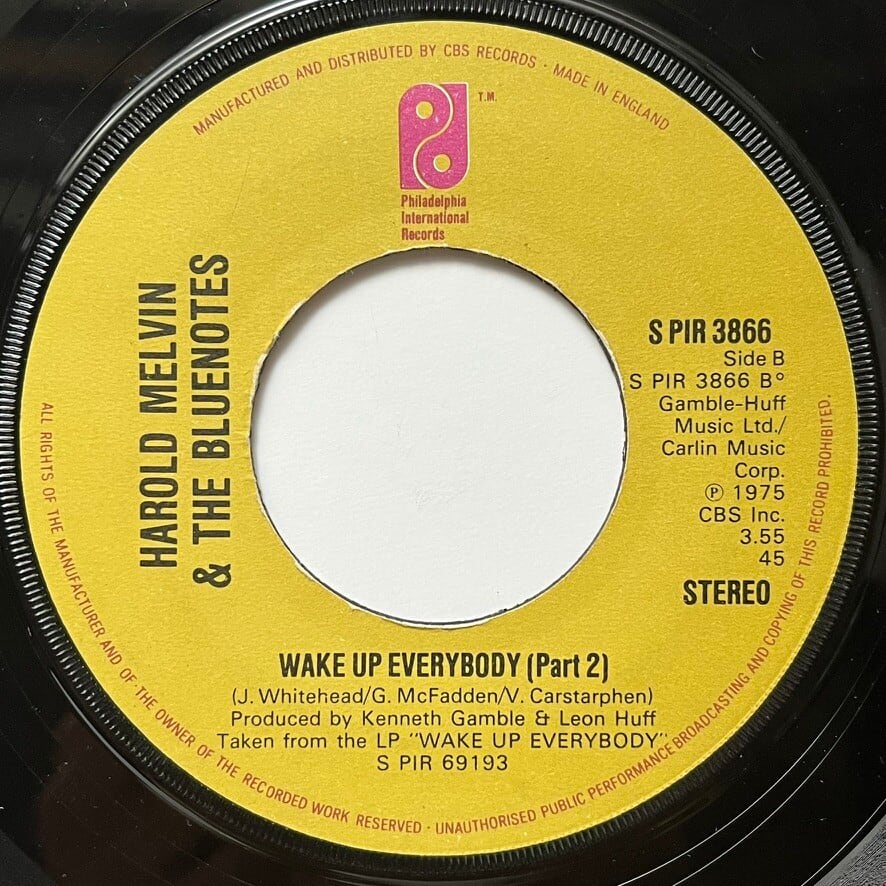 MANUFACTURED AND DISTRIBUTED BY CBS RECORDS · MADE IN ENGLAND
T.M.
Philadelphia
International
Records
HAROLD MELVIN
& THE BLUENOTES
S PIR 3866
Side B
S PIR 3866 B°
Gamble-Huff
Music Ltd./
Carlin Music
Corp.
℗ 1975
CBS Inc.
3.55
45
STEREO
WAKE UP EVERYBODY (Part 2)
(J. Whitehead/G. McFadden/V. Carstarphen)
Produced by Kenneth Gamble & Leon Huff
Taken from the LP "WAKE UP EVERYBODY"
S PIR 69193
ALL RIGHTS OF THE MANUFACTURER AND OF THE OWNER OF THE RECORDED WORK RESERVED · UNAUTHORISED PUBLIC PERFORMANCE BROADCASTING AND COPYING OF THIS RECORD PROHIBITED.